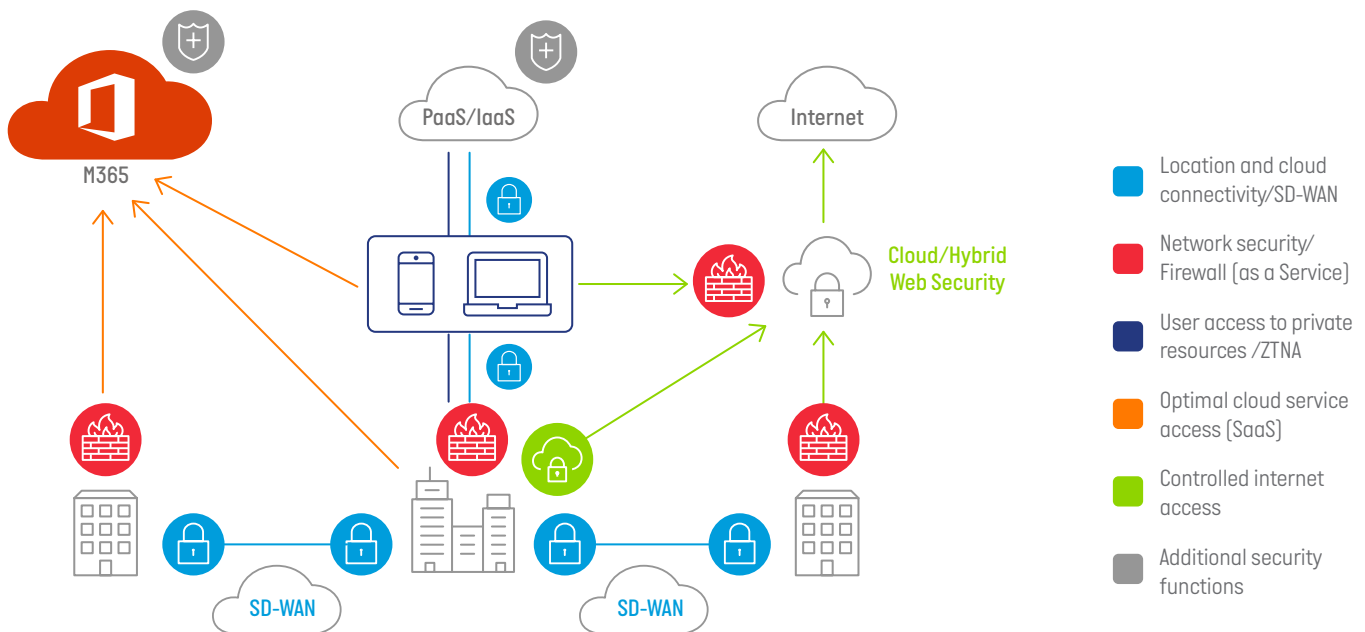 M365
PaaS/IaaS
Internet
Cloud/Hybrid
Web Security
SD-WAN
SD-WAN
Location and cloud
connectivity/SD-WAN
Network security/
Firewall (as a Service)
User access to private
resources /ZTNA
Optimal cloud service
access (SaaS)
Controlled internet
access
Additional security
functions